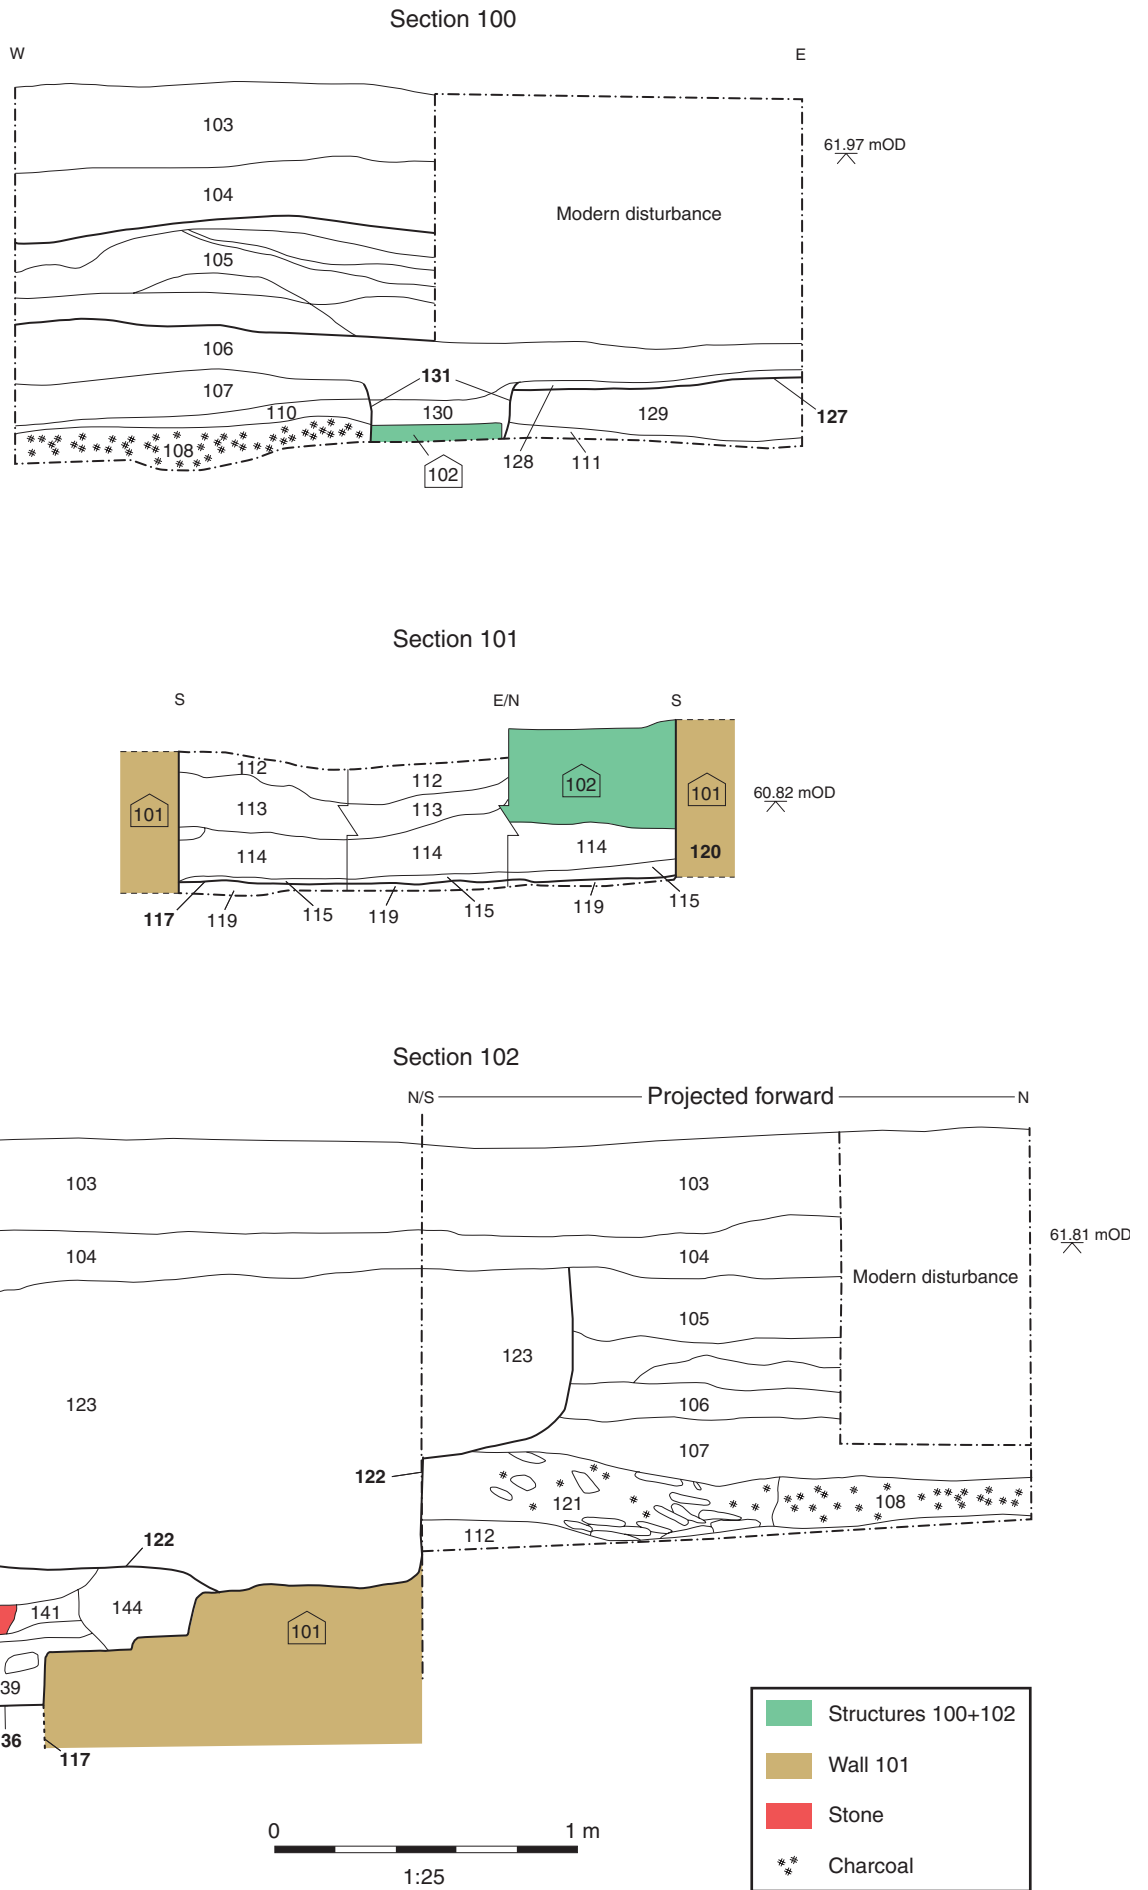 Section 100
W
E
103
61.97 mOD
104
Modern disturbance
105
106
131
107
110
130
129
127
108
128
111
102
Section 101
S
E/N
S
112
112
102
101
60.82 mOD
101
113
113
114
114
114
120
117
119
115
119
115
119
115
Section 102
N/S
Projected forward
N
103
103
61.81 mOD
104
104
Modern disturbance
105
123
123
106
107
122
121
108
112
122
141
144
101
39
36
117
Structures 100+102
Wall 101
Stone
Charcoal
0
1 m
1:25